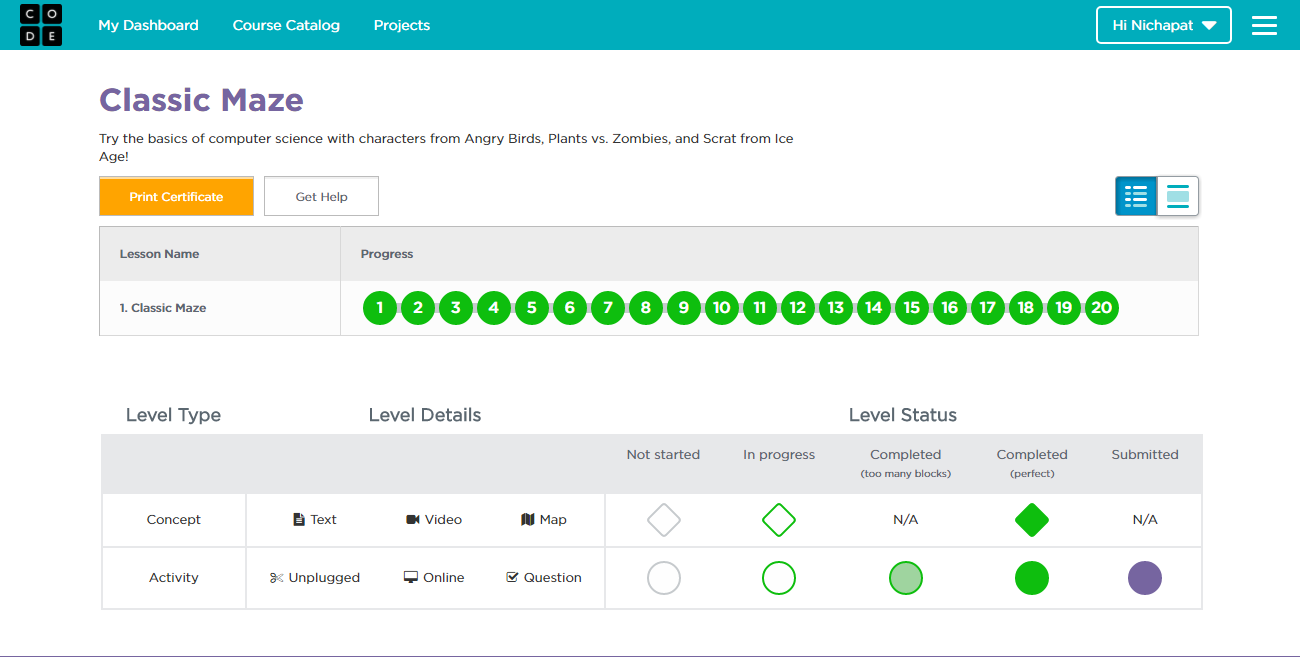 C O
D E
My Dashboard Course Catalog Projects
Hi Nichapat
Classic Maze
Try the basics of computer science with characters from Angry Birds, Plants vs. Zombies, and Scrat from Ice
Age!
Print Certificate Get Help
Lesson Name Progress
1. Classic Maze 1 2 3 4 5 6 7 8 9 10 11 12 13 14 15 16 17 18 19 20
Level Type Level Details Level Status
Not started In progress Completed Completed Submitted
(too many blocks) (perfect)
Concept Text Video Map N/A N/A
Activity Unplugged Online Question